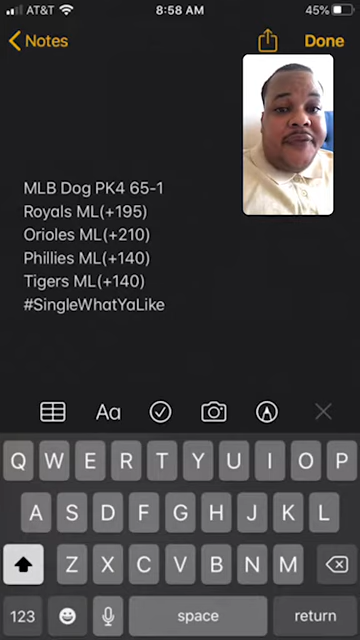 AT&T 8:58 AM 45%
Notes Done
MLB Dog PK4 65-1
Royals ML(+195)
Orioles ML(+210)
Phillies ML(+140)
Tigers ML(+140)
#SingleWhatYaLike
Aa
Q W E R T Y U I O P
A S D F G H J K L
Z X C V B N M
123 space return